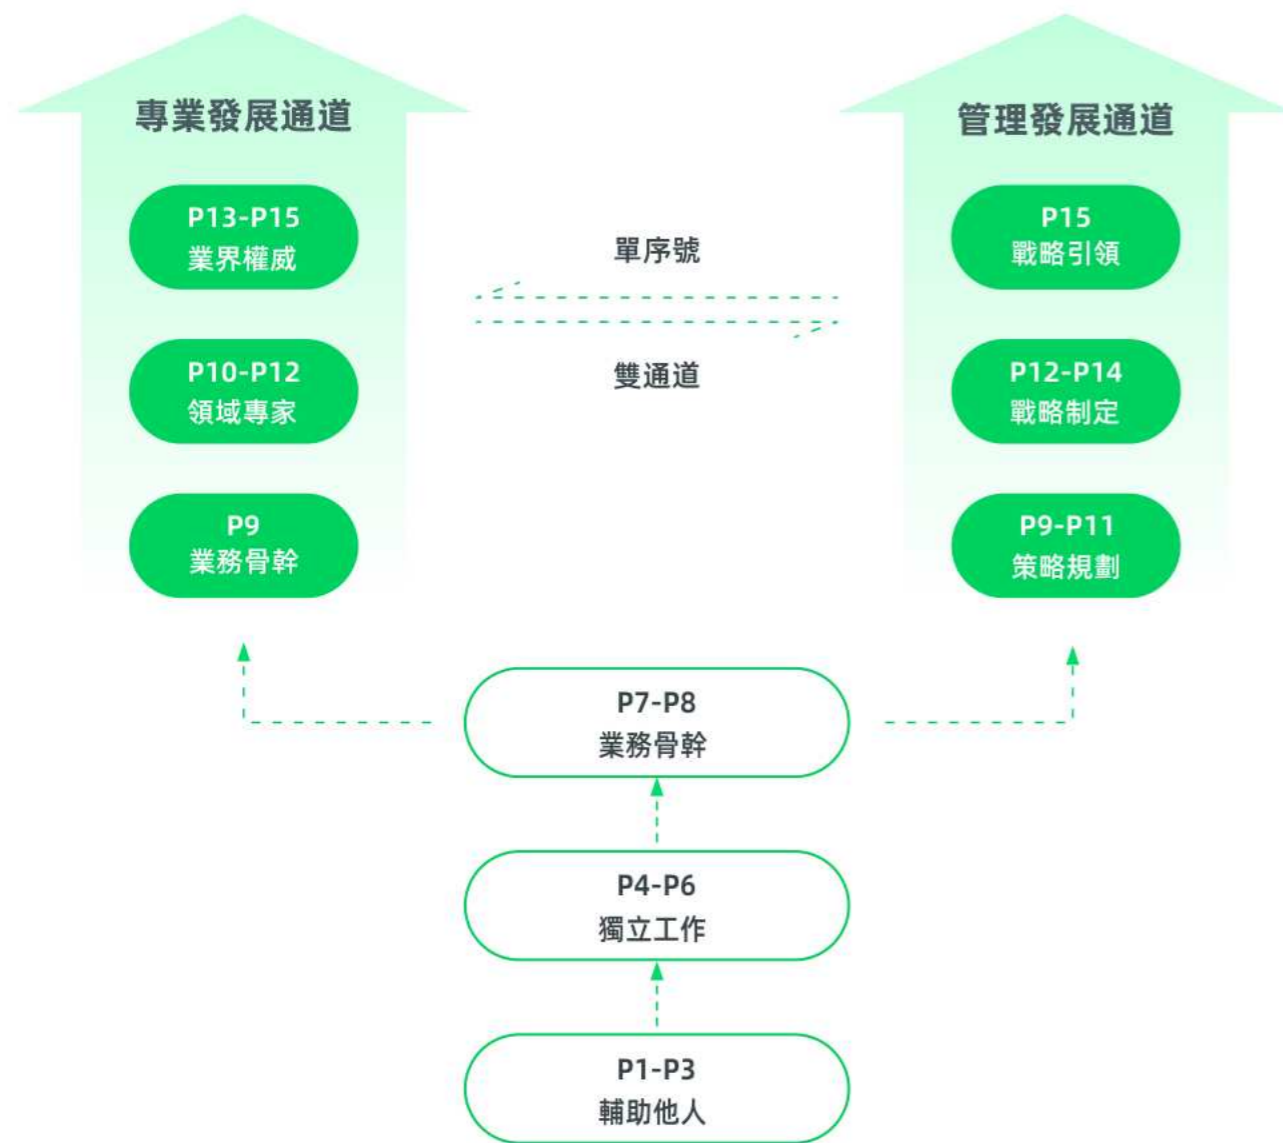 專業發展通道
P13-P15
業界權威
P10-P12
領域專家
P9
業務骨幹
單序號
雙通道
管理發展通道
P15
戰略引領
P12-P14
戰略制定
P9-P11
策略規劃
P7-P8
業務骨幹
P4-P6
獨立工作
P1-P3
輔助他人